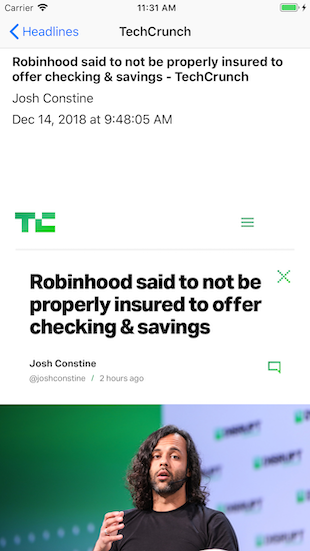 Carrier 11:31 AM
Headlines TechCrunch
Robinhood said to not be properly insured to
offer checking & savings - TechCrunch
Josh Constine
Dec 14, 2018 at 9:48:05 AM
TC
Robinhood said to not be
properly insured to offer
checking & savings
Josh Constine
@joshconstine / 2 hours ago
DISRUPT
DISRUPT